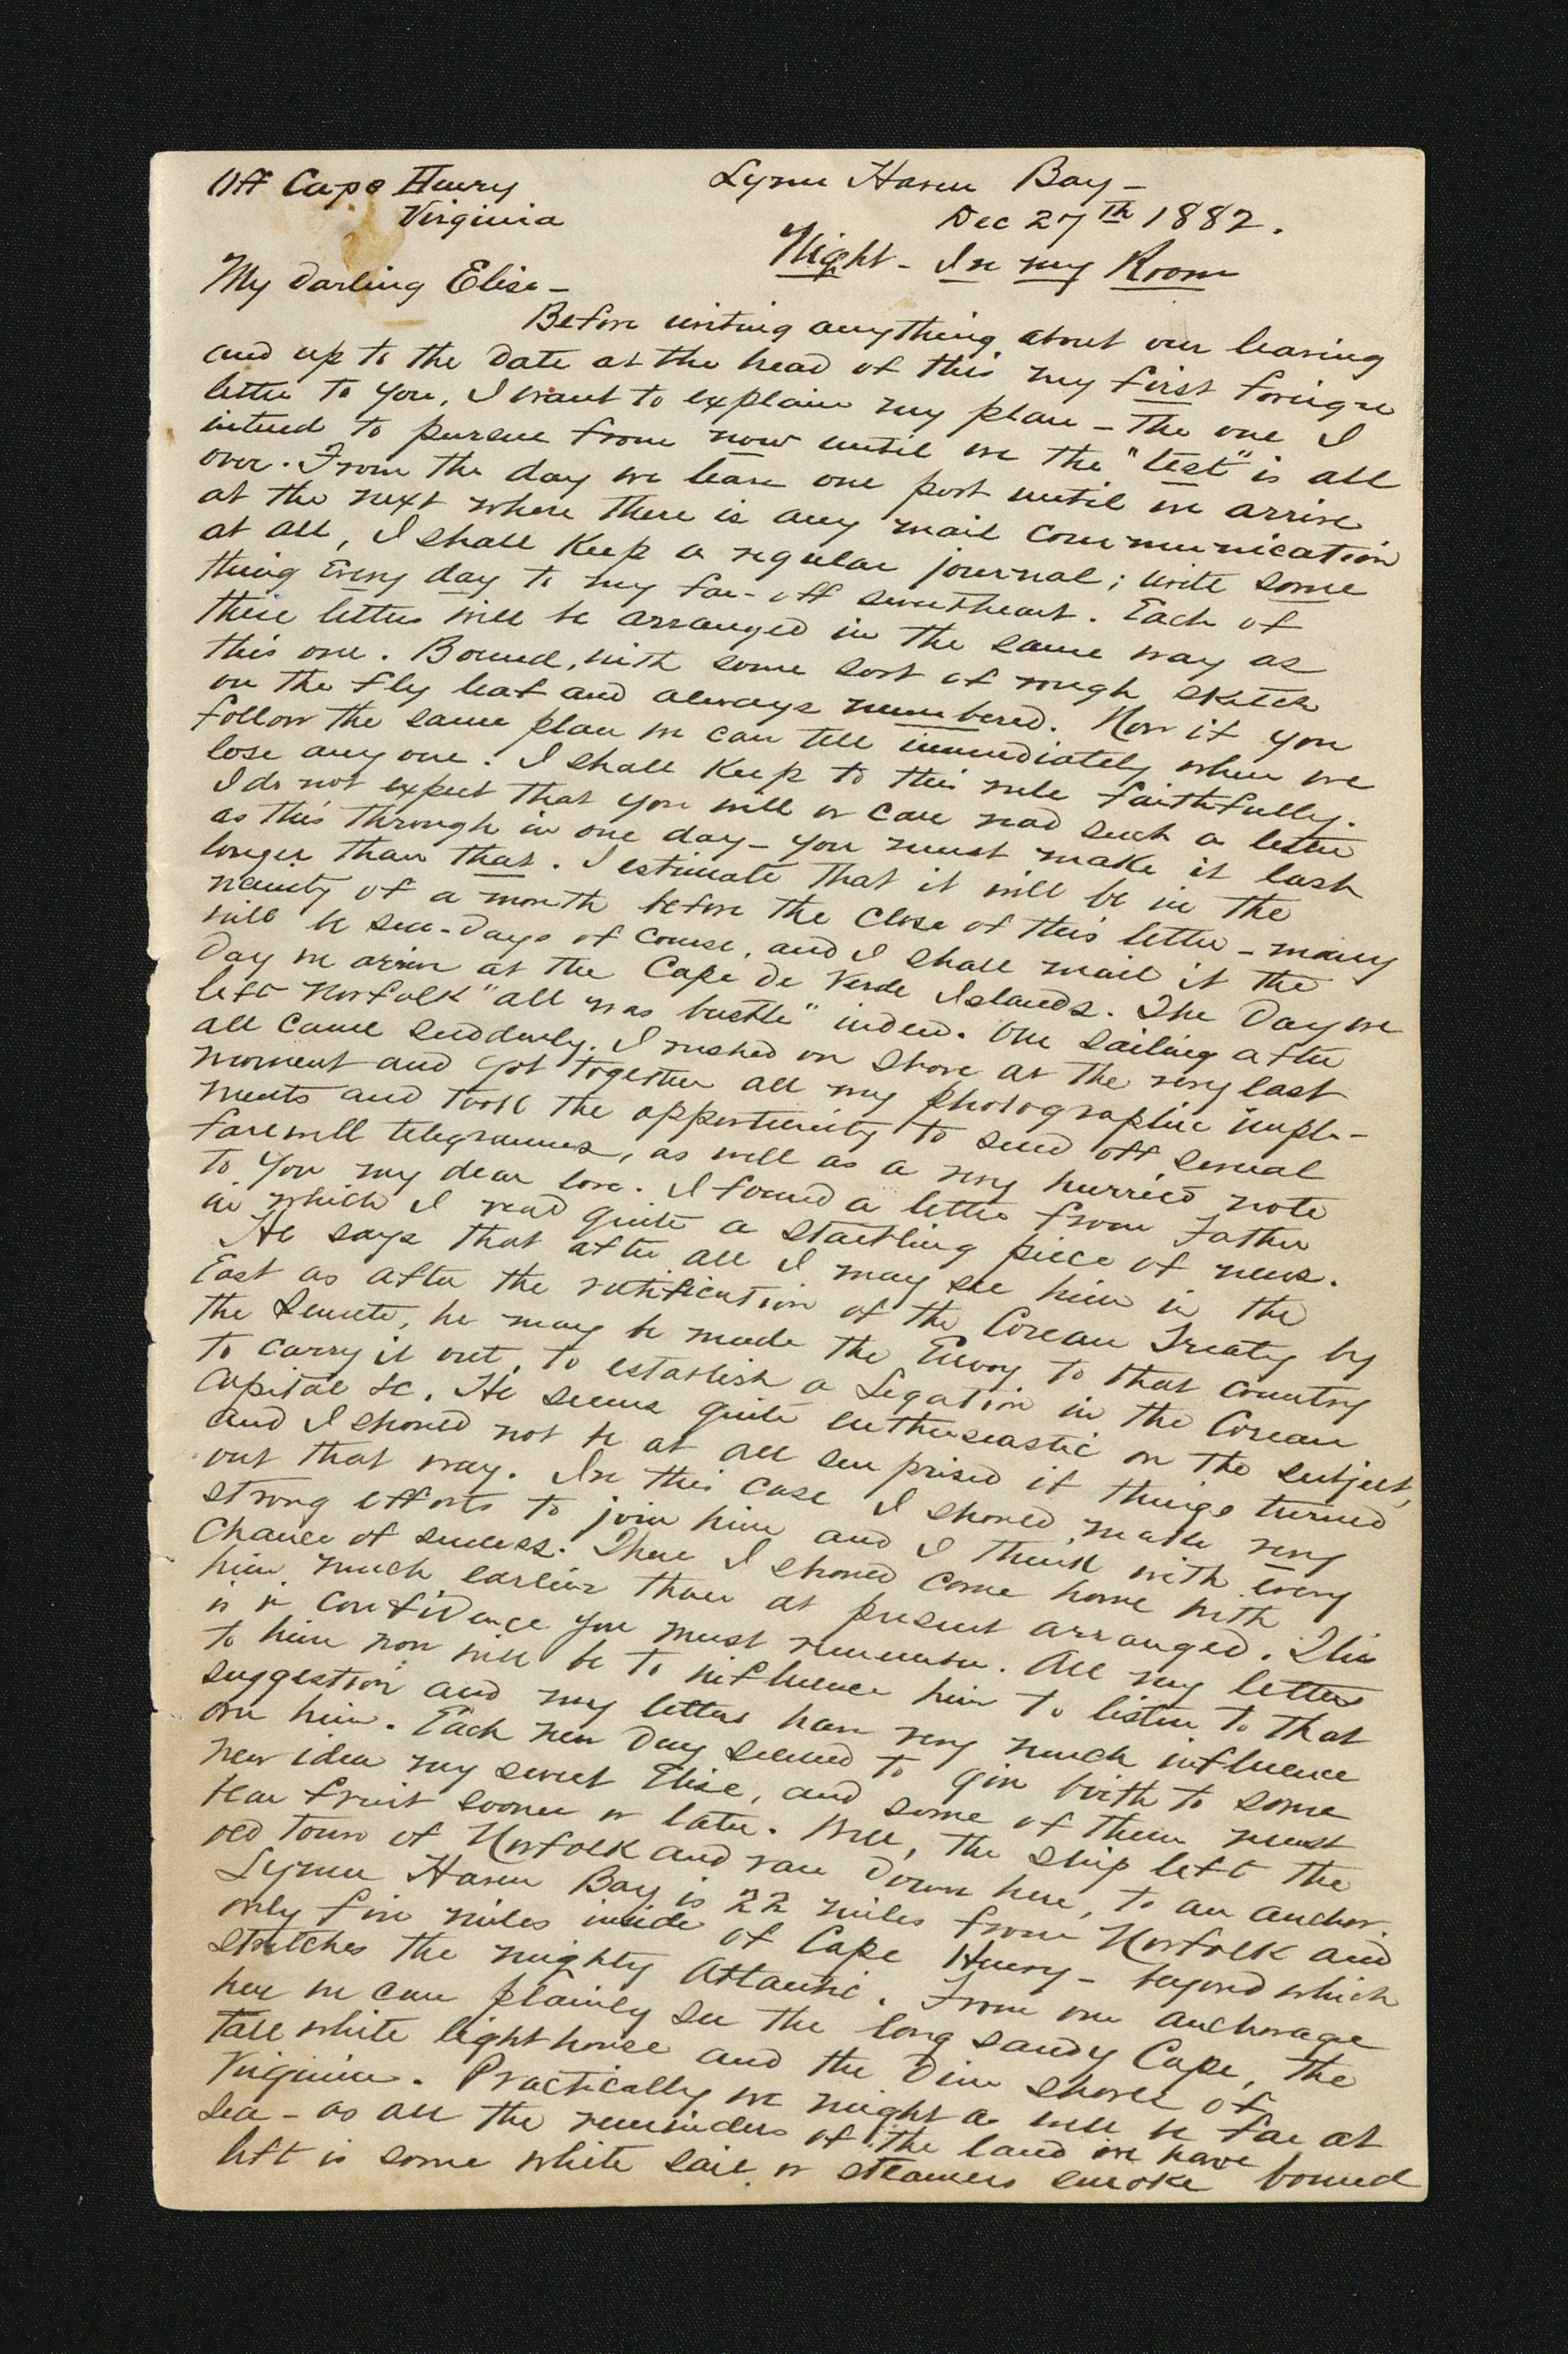 Off Cape Henry
Virginia
Lynn Haven Bay —
Dec 27th 1882.
Night - In my Room
My Darling Elise —
Before writing anything about our leaving
and up to the date at the head of this my first foreign
letter to you, I want to explain my plan - the one I
intend to pursue from now until we the "test" is all
over. From the day we leave one port until we arrive
at the next where there is any mail communication
at all, I shall Keep a regular journal; write some
thing Every day to my far-off sweetheart. Each of
these letters will be arranged in the same way as
this one. Bound, with some sort of rough sketch
on the fly leaf and always numbered. Now if you
follow the same plan we can tell immediately when we
lose any one. I shall Keep to this rule faithfully.
I do not expect that you will or can read such a letter
as this through in one day - you must make it last
longer than that. I estimate that it will be in the
vicinity of a month before the close of this letter - many
will be sea-days of course, and I shall mail it the
Day we arrive at the Cape De Verde Islands. The Day we
left Norfolk "all was bustle" indeed. Our sailing after
all came suddenly. I rushed on shore at the very last
moment and got together all my photographic imple-
ments and took the opportunity to send off several
farewell telegrammes, as well as a very hurried note
to you my dear love. I found a letter from Father
in which I read quite a startling piece of news.
He says that after all I may see him in the
East as after the ratification of the Corean Treaty by
the Senate, he may be made the Envoy to that country
to carry it out, to establish a Legation in the Corean
Capital &c. He seems quite enthuseastic on the subject,
and I should not be at all surprised if things turned
out that way. In this case I should make very
strong efforts to join him and I think with every
chance of success. Then I should come home with
him much earlier than at present arranged. This
is in confidence you must remember. All my letters
to him now will be to influence him to listen to that
suggestion and my letters have very much influence
on him. Each new Day seemed to give birth to some
new idea my sweet Elise, and some of them must
bear fruit sooner or later. Well, the ship left the
old town of Norfolk and ran down here, to an anchor.
Lynn Haven Bay is 22 miles from Norfolk and
only five miles inside of Cape Henry - beyond which
stretches the mighty Atlantic. From our anchorage
here we can plainly see the long sandy Cape, the
tall white light house and the Dim shores of
Virginia. Practically we might as well be far at
sea - as all the reminders of the land we have
left is some white sail or steamers smoke bound